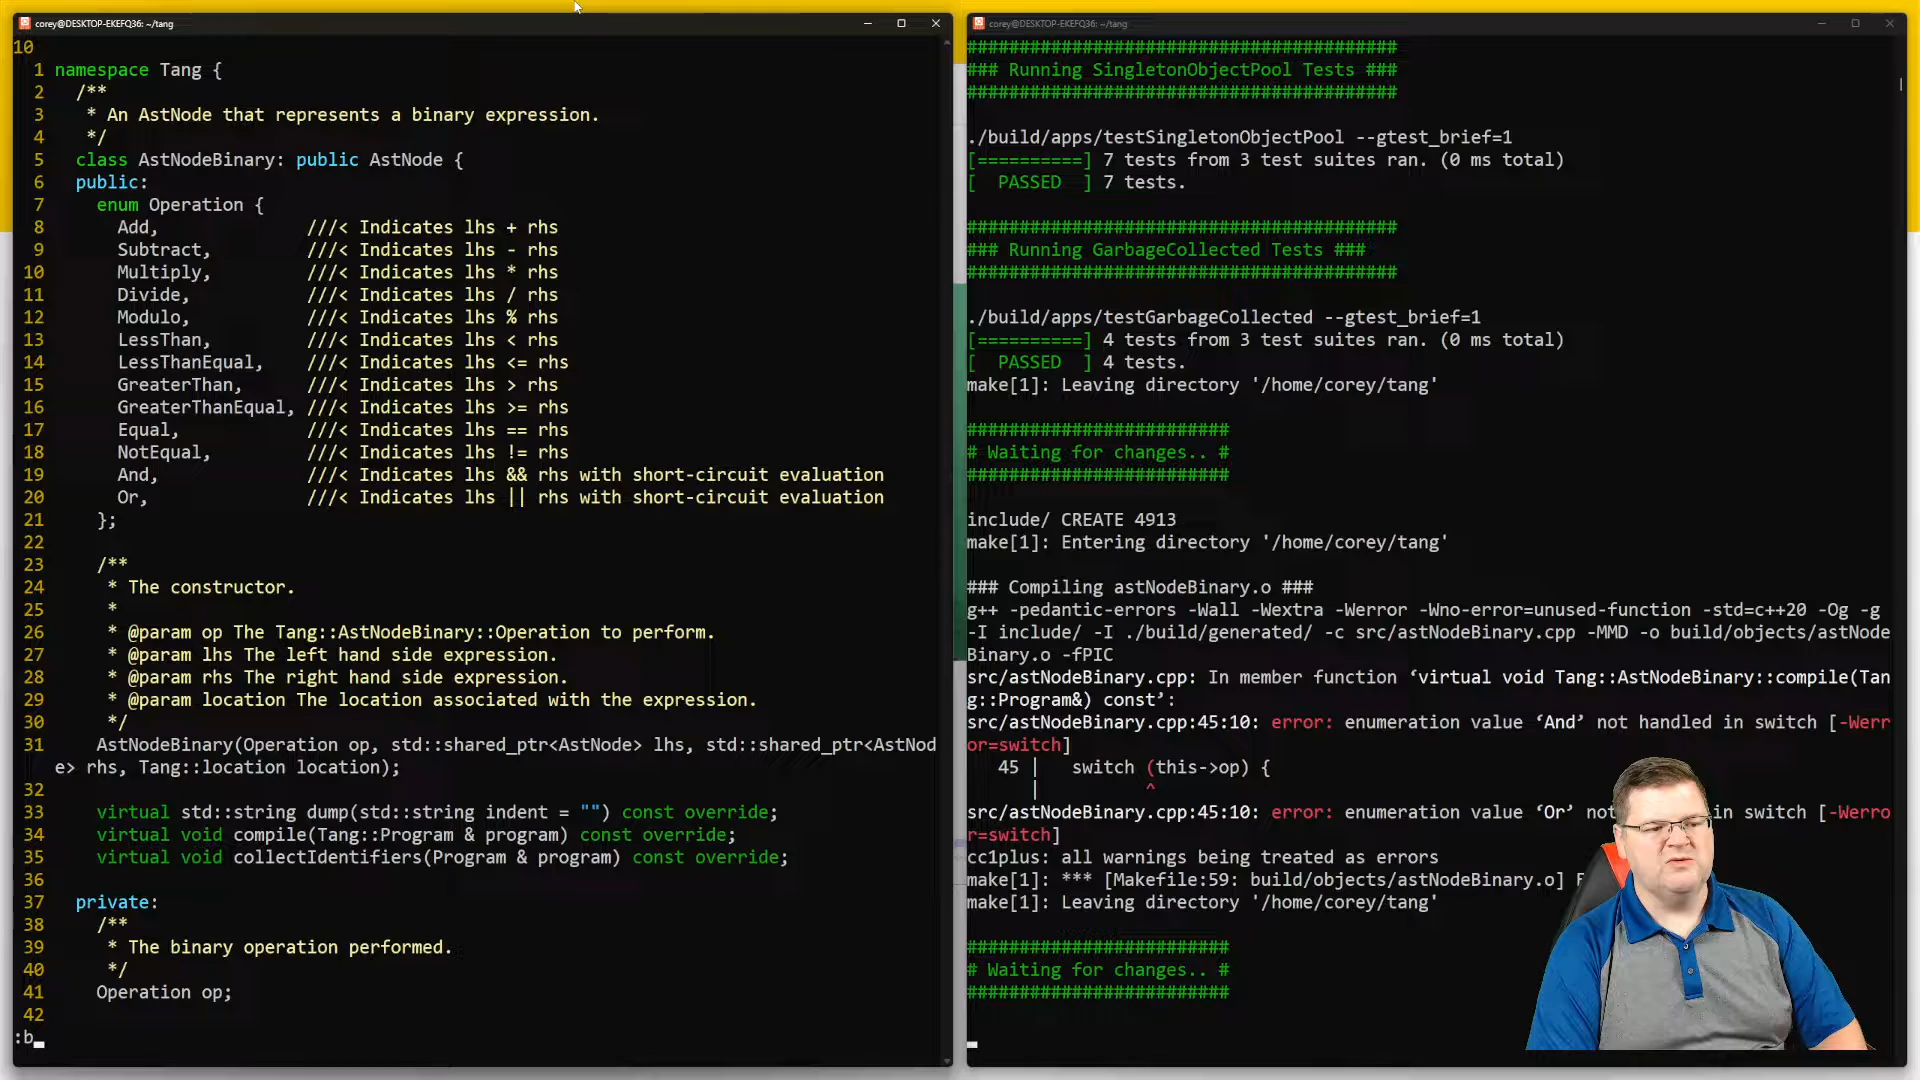 corey@DESKTOP-EKEFQ36: ~/tang
10
1 namespace Tang {
2 /**
3 * An AstNode that represents a binary expression.
4 */
5 class AstNodeBinary: public AstNode {
6 public:
7 enum Operation {
8 Add, ///< Indicates lhs + rhs
9 Subtract, ///< Indicates lhs - rhs
10 Multiply, ///< Indicates lhs * rhs
11 Divide, ///< Indicates lhs / rhs
12 Modulo, ///< Indicates lhs % rhs
13 LessThan, ///< Indicates lhs < rhs
14 LessThanEqual, ///< Indicates lhs <= rhs
15 GreaterThan, ///< Indicates lhs > rhs
16 GreaterThanEqual, ///< Indicates lhs >= rhs
17 Equal, ///< Indicates lhs == rhs
18 NotEqual, ///< Indicates lhs != rhs
19 And, ///< Indicates lhs && rhs with short-circuit evaluation
20 Or, ///< Indicates lhs || rhs with short-circuit evaluation
21 };
22
23 /**
24 * The constructor.
25 *
26 * @param op The Tang::AstNodeBinary::Operation to perform.
27 * @param lhs The left hand side expression.
28 * @param rhs The right hand side expression.
29 * @param location The location associated with the expression.
30 */
31 AstNodeBinary(Operation op, std::shared_ptr<AstNode> lhs, std::shared_ptr<AstNod
e> rhs, Tang::location location);
32
33 virtual std::string dump(std::string indent = "") const override;
34 virtual void compile(Tang::Program & program) const override;
35 virtual void collectIdentifiers(Program & program) const override;
36
37 private:
38 /**
39 * The binary operation performed.
40 */
41 Operation op;
42
:b
corey@DESKTOP-EKEFQ36: ~/tang
#########################################
### Running SingletonObjectPool Tests ###
#########################################
./build/apps/testSingletonObjectPool --gtest_brief=1
[==========] 7 tests from 3 test suites ran. (0 ms total)
[  PASSED  ] 7 tests.
#########################################
### Running GarbageCollected Tests ###
#########################################
./build/apps/testGarbageCollected --gtest_brief=1
[==========] 4 tests from 3 test suites ran. (0 ms total)
[  PASSED  ] 4 tests.
make[1]: Leaving directory '/home/corey/tang'
#########################
# Waiting for changes.. #
#########################
include/ CREATE 4913
make[1]: Entering directory '/home/corey/tang'
### Compiling astNodeBinary.o ###
g++ -pedantic-errors -Wall -Wextra -Werror -Wno-error=unused-function -std=c++20 -Og -g
-I include/ -I ./build/generated/ -c src/astNodeBinary.cpp -MMD -o build/objects/astNode
Binary.o -fPIC
src/astNodeBinary.cpp: In member function ‘virtual void Tang::AstNodeBinary::compile(Tan
g::Program&) const’:
src/astNodeBinary.cpp:45:10: error: enumeration value ‘And’ not handled in switch [-Werr
or=switch]
45 | switch (this->op) {
| ^
src/astNodeBinary.cpp:45:10: error: enumeration value ‘Or’ in switch [-Werro
r=switch]
cc1plus: all warnings being treated as errors
make[1]: *** [Makefile:59: build/objects/astNodeBinary.o]
make[1]: Leaving directory '/home/corey/tang'
#########################
# Waiting for changes.. #
#########################